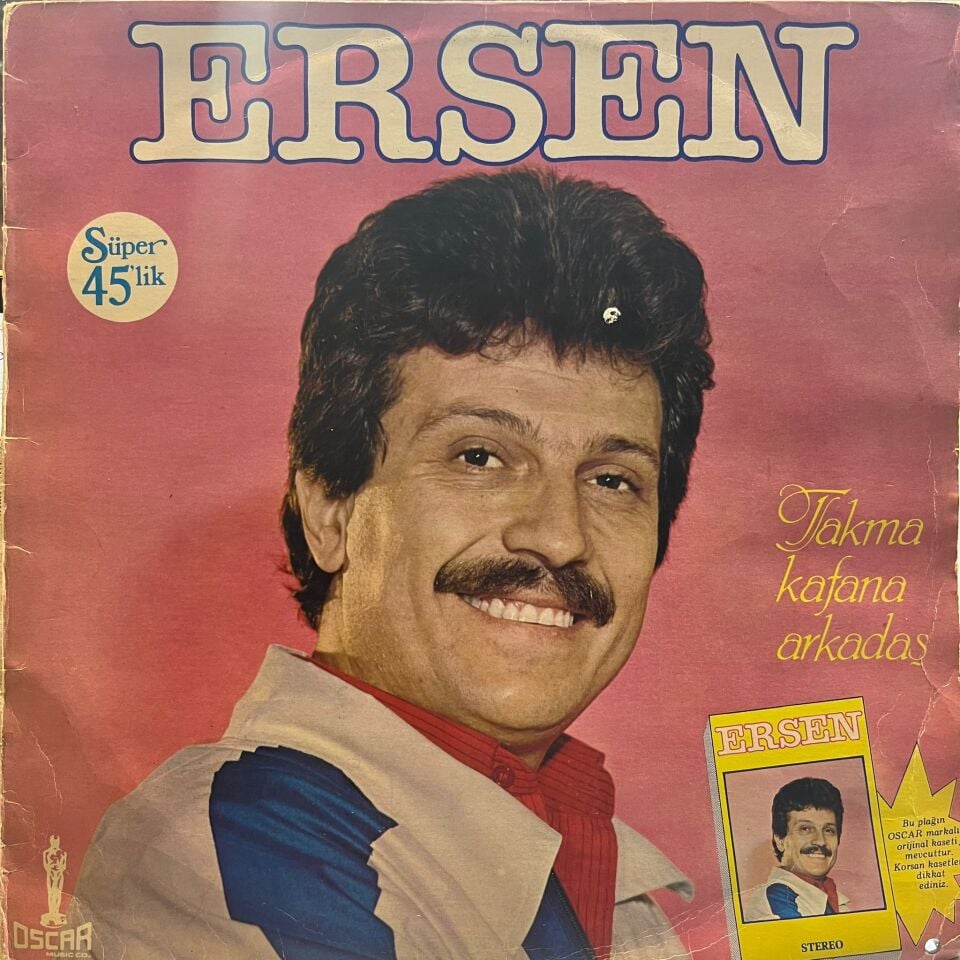 ERSEN
Süper
45'lik
Takma
kafana
arkadaş
ERSEN
Bu plağın
OSCAR markalı
orijinal kaseti
mevcuttur.
Korsan kasetlere
dikkat
ediniz.
STEREO
OSCAR
MUSIC CO.